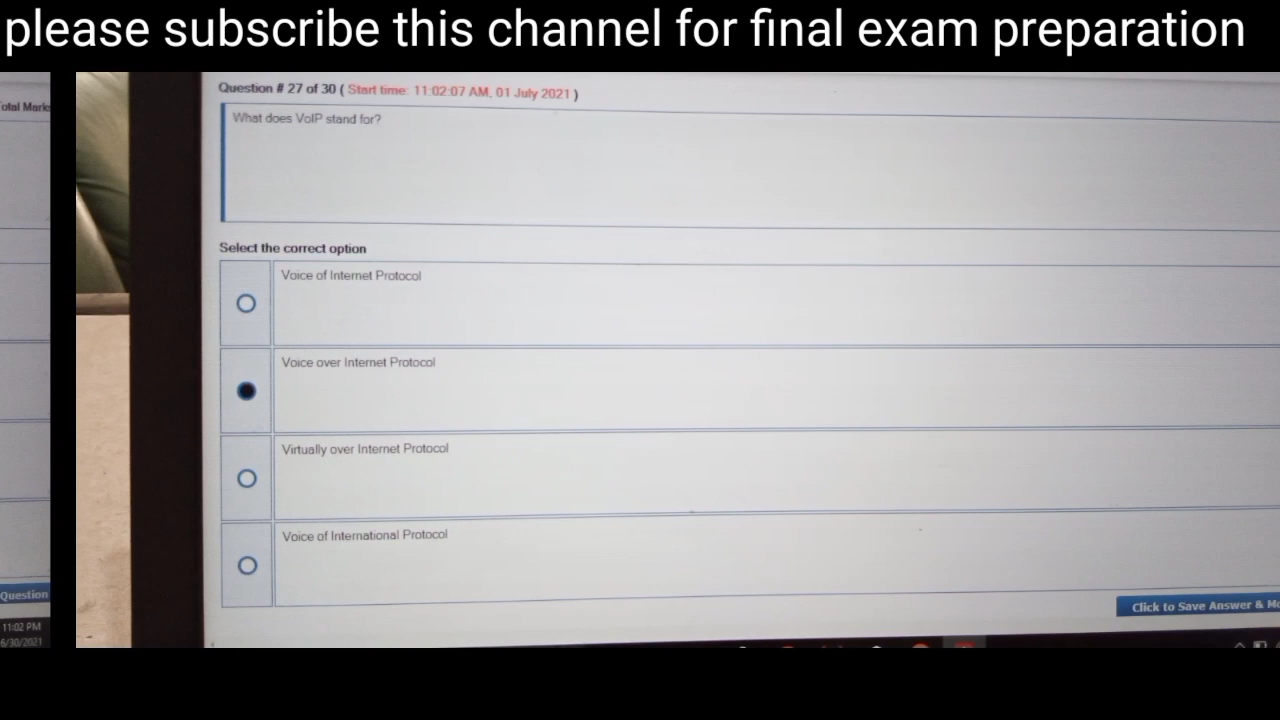 please subscribe this channel for final exam preparation
otal Marks
Question # 27 of 30 ( Start time: 11:02:07 AM, 01 July 2021 )
What does VoIP stand for?
Select the correct option
Voice of Internet Protocol
Voice over Internet Protocol
Virtually over Internet Protocol
Voice of International Protocol
Question
Click to Save Answer & Mo
11:02 PM
6/30/2021